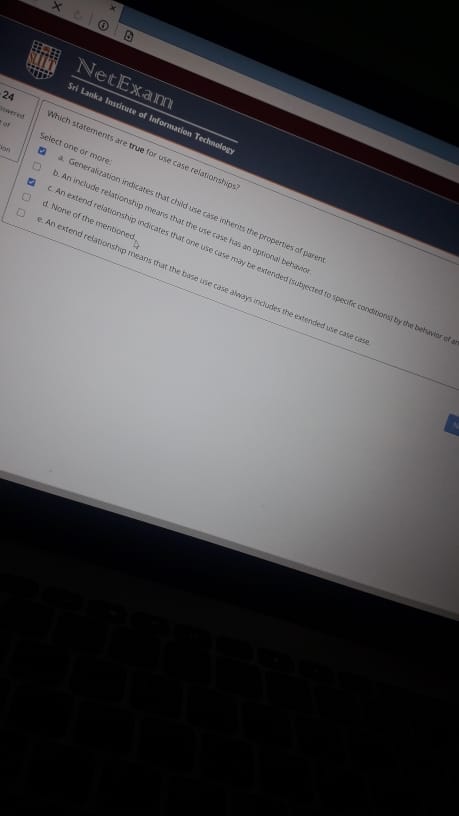 NetExam
Sri Lanka Institute of Information Technology
24
of
Which statements are true for use case relationships?
Select one or more:
a. Generalization indicates that child use case inherits the properties of parent.
b. An include relationship means that the use case has an optional behavior.
c. An extend relationship indicates that one use case may be extended (subjected to specific conditions) by the behavior of an
d. None of the mentioned.
e. An extend relationship means that the base use case always includes the extended use case case.